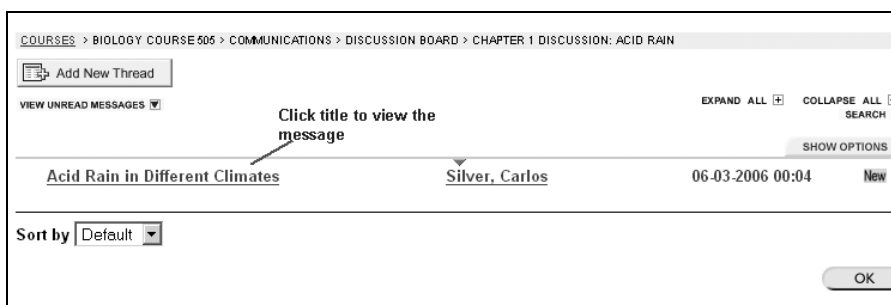 COURSES > BIOLOGY COURSE 505 > COMMUNICATIONS > DISCUSSION BOARD > CHAPTER 1 DISCUSSION: ACID RAIN
Add New Thread
VIEW UNREAD MESSAGES
EXPAND ALL COLLAPSE ALL
SEARCH
Click title to view the
message
SHOW OPTIONS
Acid Rain in Different Climates Silver, Carlos 06-03-2006 00:04 New
Sort by Default
OK